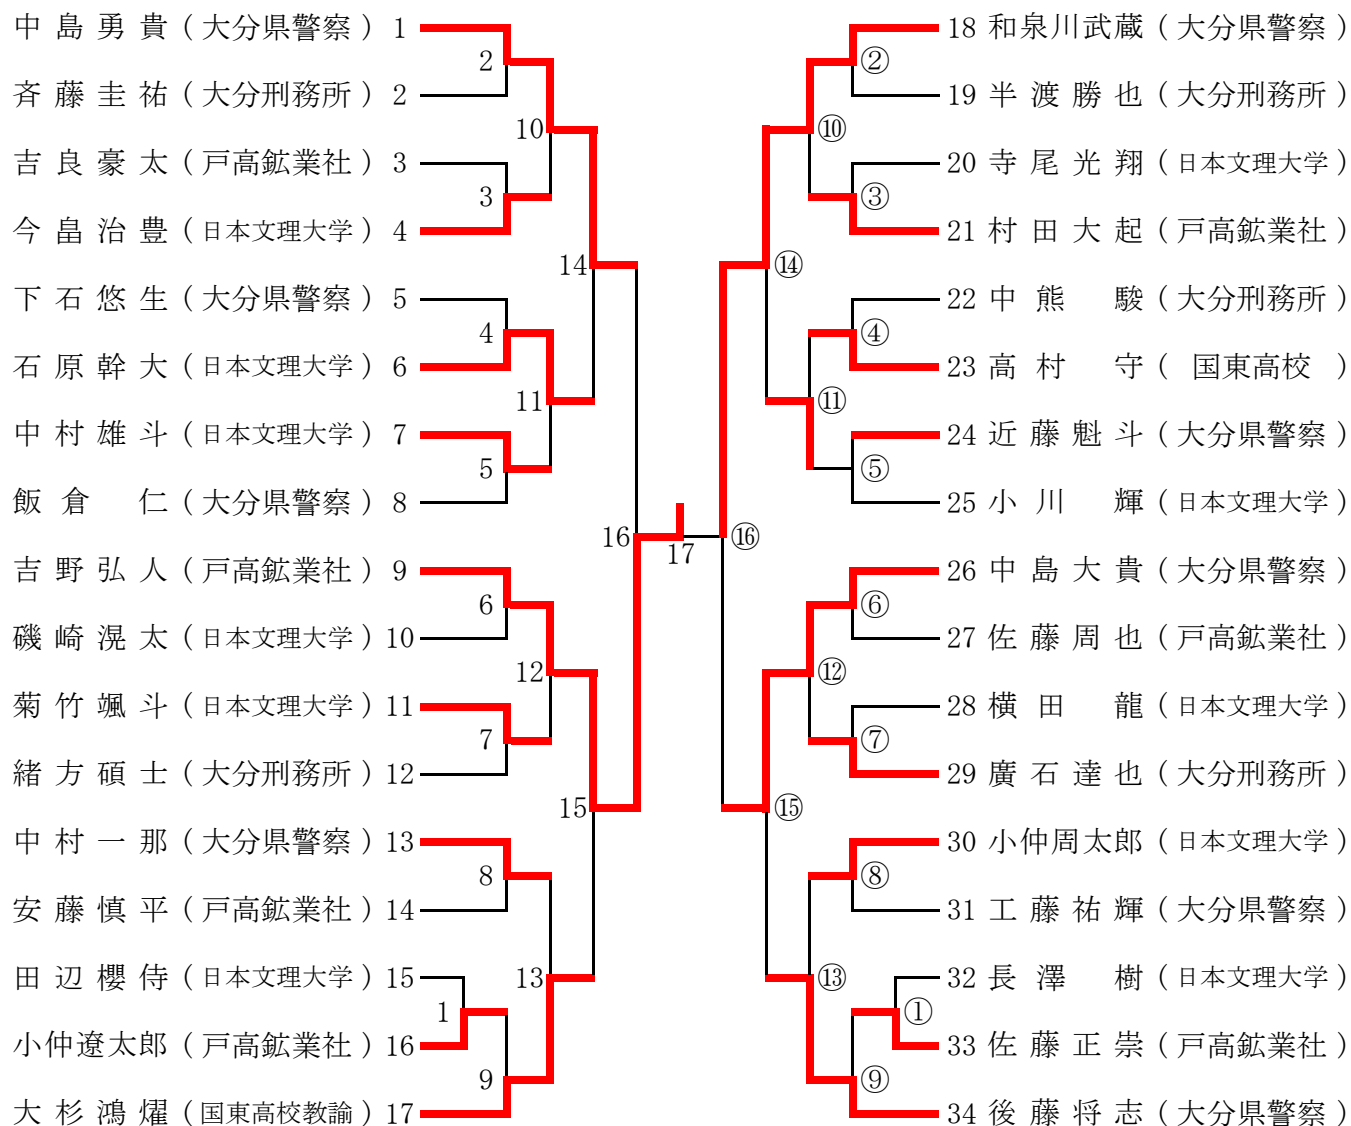 中島勇貴(大分県警察) 1
斉藤圭祐(大分刑務所) 2
吉良豪太(戸高鉱業社) 3
今畠治豊(日本文理大学) 4
下石悠生(大分県警察) 5
石原幹大(日本文理大学) 6
中村雄斗(日本文理大学) 7
飯倉 仁(大分県警察) 8
吉野弘人(戸高鉱業社) 9
磯崎滉太(日本文理大学) 10
菊竹颯斗(日本文理大学) 11
緒方碩士(大分刑務所) 12
中村一那(大分県警察) 13
安藤慎平(戸高鉱業社) 14
田辺櫻侍(日本文理大学) 15
小仲遼太郎(戸高鉱業社) 16
大杉鴻燿(国東高校教諭) 17
2
3
4
5
6
7
8
1
9
10
11
12
13
14
15
16
17
⑯
⑭
⑮
⑩
⑪
⑫
⑬
②
③
④
⑤
⑥
⑦
⑧
①
⑨
18 和泉川武蔵(大分県警察)
19 半渡勝也(大分刑務所)
20 寺尾光翔(日本文理大学)
21 村田大起(戸高鉱業社)
22 中熊 駿(大分刑務所)
23 高村 守( 国東高校 )
24 近藤魁斗(大分県警察)
25 小川 輝(日本文理大学)
26 中島大貴(大分県警察)
27 佐藤周也(戸高鉱業社)
28 横田 龍(日本文理大学)
29 廣石達也(大分刑務所)
30 小仲周太郎(日本文理大学)
31 工藤祐輝(大分県警察)
32 長澤 樹(日本文理大学)
33 佐藤正崇(戸高鉱業社)
34 後藤将志(大分県警察)